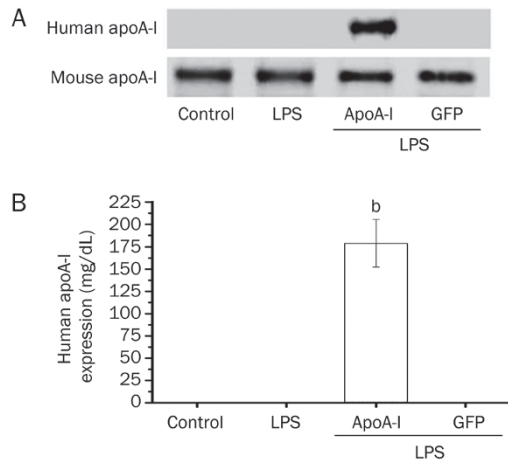 A
Human apoA-I
Mouse apoA-I
Control LPS ApoA-I GFP
LPS
B
Human apoA-I
expression (mg/dL)
225
200
175
150
125
100
75
50
25
0
b
Control LPS ApoA-I GFP
LPS